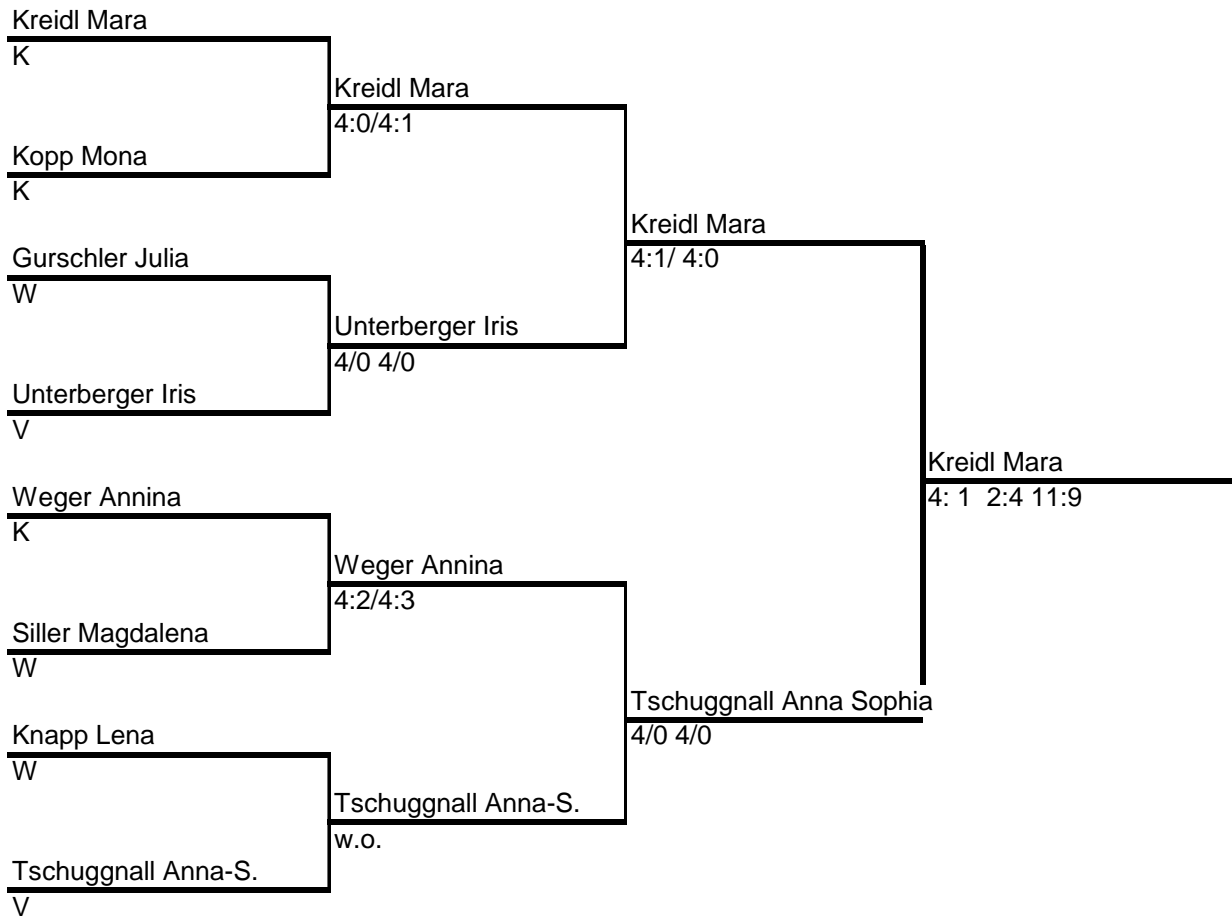 Kreidl Mara
K
Kreidl Mara
4:0/4:1
Kopp Mona
K
Kreidl Mara
4:1/ 4:0
Gurschler Julia
W
Unterberger Iris
4/0 4/0
Unterberger Iris
V
Kreidl Mara
4: 1  2:4 11:9
Weger Annina
K
Weger Annina
4:2/4:3
Siller Magdalena
W
Tschuggnall Anna Sophia
4/0 4/0
Knapp Lena
W
Tschuggnall Anna-S.
w.o.
Tschuggnall Anna-S.
V